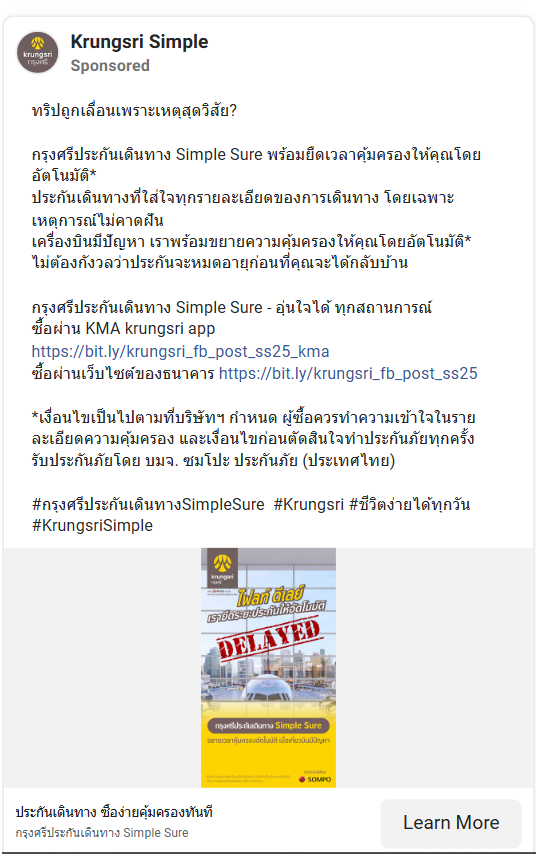 Krungsri Simple
Sponsored
krungsri
กรุงศรี
ทริปถูกเลื่อนเพราะเหตุสุดวิสัย?
กรุงศรีประกันเดินทาง Simple Sure พร้อมยืดเวลาคุ้มครองให้คุณโดย
อัตโนมัติ*
ประกันเดินทางที่ใส่ใจทุกรายละเอียดของการเดินทาง โดยเฉพาะ
เหตุการณ์ไม่คาดฝัน
เครื่องบินมีปัญหา เราพร้อมขยายความคุ้มครองให้คุณโดยอัตโนมัติ*
ไม่ต้องกังวลว่าประกันจะหมดอายุก่อนที่คุณจะได้กลับบ้าน
กรุงศรีประกันเดินทาง Simple Sure - อุ่นใจได้ ทุกสถานการณ์
ซื้อผ่าน KMA krungsri app
https://bit.ly/krungsri_fb_post_ss25_kma
ซื้อผ่านเว็บไซต์ของธนาคาร https://bit.ly/krungsri_fb_post_ss25
*เงื่อนไขเป็นไปตามที่บริษัทฯ กำหนด ผู้ซื้อควรทำความเข้าใจในราย
ละเอียดความคุ้มครอง และเงื่อนไขก่อนตัดสินใจทำประกันภัยทุกครั้ง
รับประกันภัยโดย บมจ. ซมโปะ ประกันภัย (ประเทศไทย)
#กรุงศรีประกันเดินทางSimpleSure #Krungsri #ชีวิตง่ายได้ทุกวัน
#KrungsriSimple
krungsri
กรุงศรี
ไฟลท์ ดีเลย์
เรายืดระยะประกันให้อัตโนมัติ
DELAYED
กรุงศรีประกันเดินทาง Simple Sure
ขยายเวลาคุ้มครองอัตโนมัติ เมื่อเที่ยวบินมีปัญหา
SOMPO
ประกันเดินทาง ซื้อง่ายคุ้มครองทันที
กรุงศรีประกันเดินทาง Simple Sure
Learn More